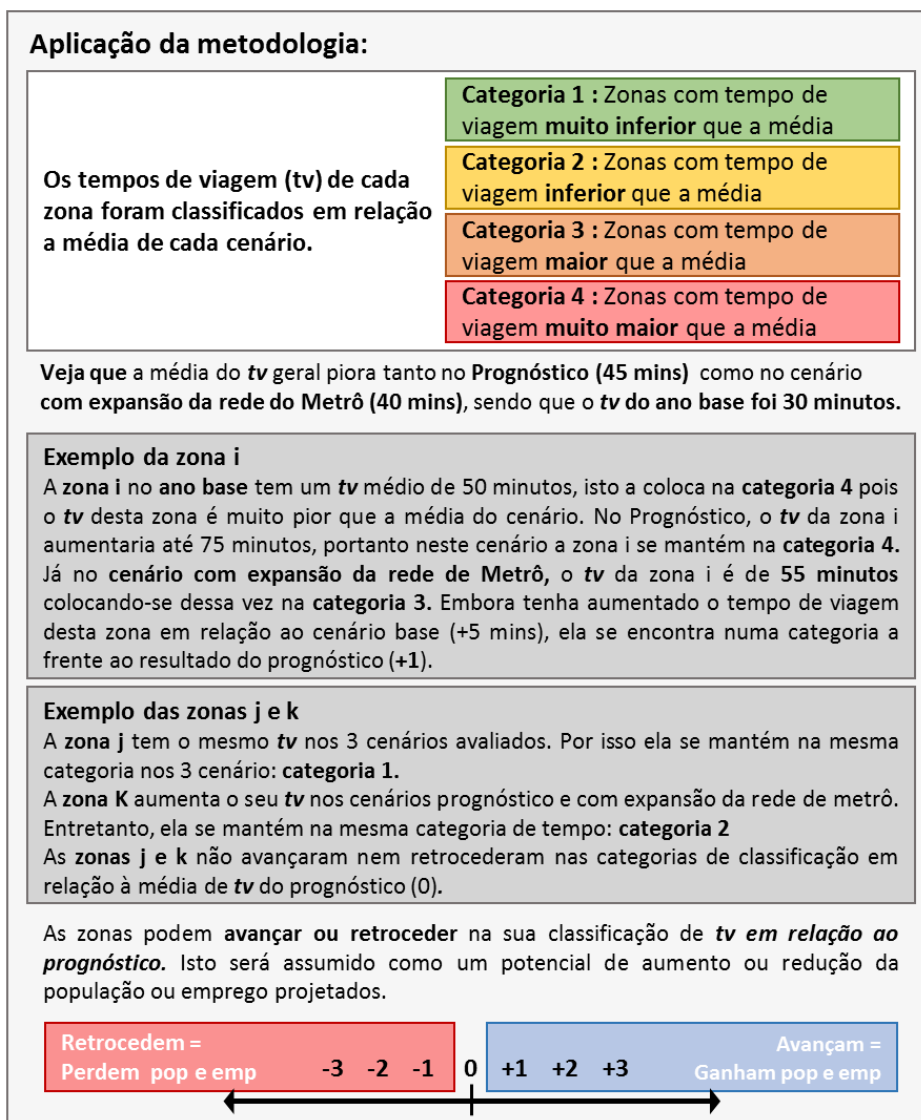 Aplicação da metodologia:
Os tempos de viagem (tv) de cada
zona foram classificados em relação
a média de cada cenário.
Categoria 1 : Zonas com tempo de
viagem muito inferior que a média
Categoria 2 : Zonas com tempo de
viagem inferior que a média
Categoria 3 : Zonas com tempo de
viagem maior que a média
Categoria 4 : Zonas com tempo de
viagem muito maior que a média
Veja que a média do tv geral piora tanto no Prognóstico (45 mins) como no cenário
com expansão da rede do Metrô (40 mins), sendo que o tv do ano base foi 30 minutos.
Exemplo da zona i
A zona i no ano base tem um tv médio de 50 minutos, isto a coloca na categoria 4 pois
o tv desta zona é muito pior que a média do cenário. No Prognóstico, o tv da zona i
aumentaria até 75 minutos, portanto neste cenário a zona i se mantém na categoria 4.
Já no cenário com expansão da rede de Metrô, o tv da zona i é de 55 minutos
colocando-se dessa vez na categoria 3. Embora tenha aumentado o tempo de viagem
desta zona em relação ao cenário base (+5 mins), ela se encontra numa categoria a
frente ao resultado do prognóstico (+1).
Exemplo das zonas j e k
A zona j tem o mesmo tv nos 3 cenários avaliados. Por isso ela se mantém na mesma
categoria nos 3 cenário: categoria 1.
A zona K aumenta o seu tv nos cenários prognóstico e com expansão da rede de metrô.
Entretanto, ela se mantém na mesma categoria de tempo: categoria 2
As zonas j e k não avançaram nem retrocederam nas categorias de classificação em
relação à média de tv do prognóstico (0).
As zonas podem avançar ou retroceder na sua classificação de tv em relação ao
prognóstico. Isto será assumido como um potencial de aumento ou redução da
população ou emprego projetados.
Retrocedem =
Perdem pop e emp
-3 -2 -1 0 +1 +2 +3
Avançam =
Ganham pop e emp